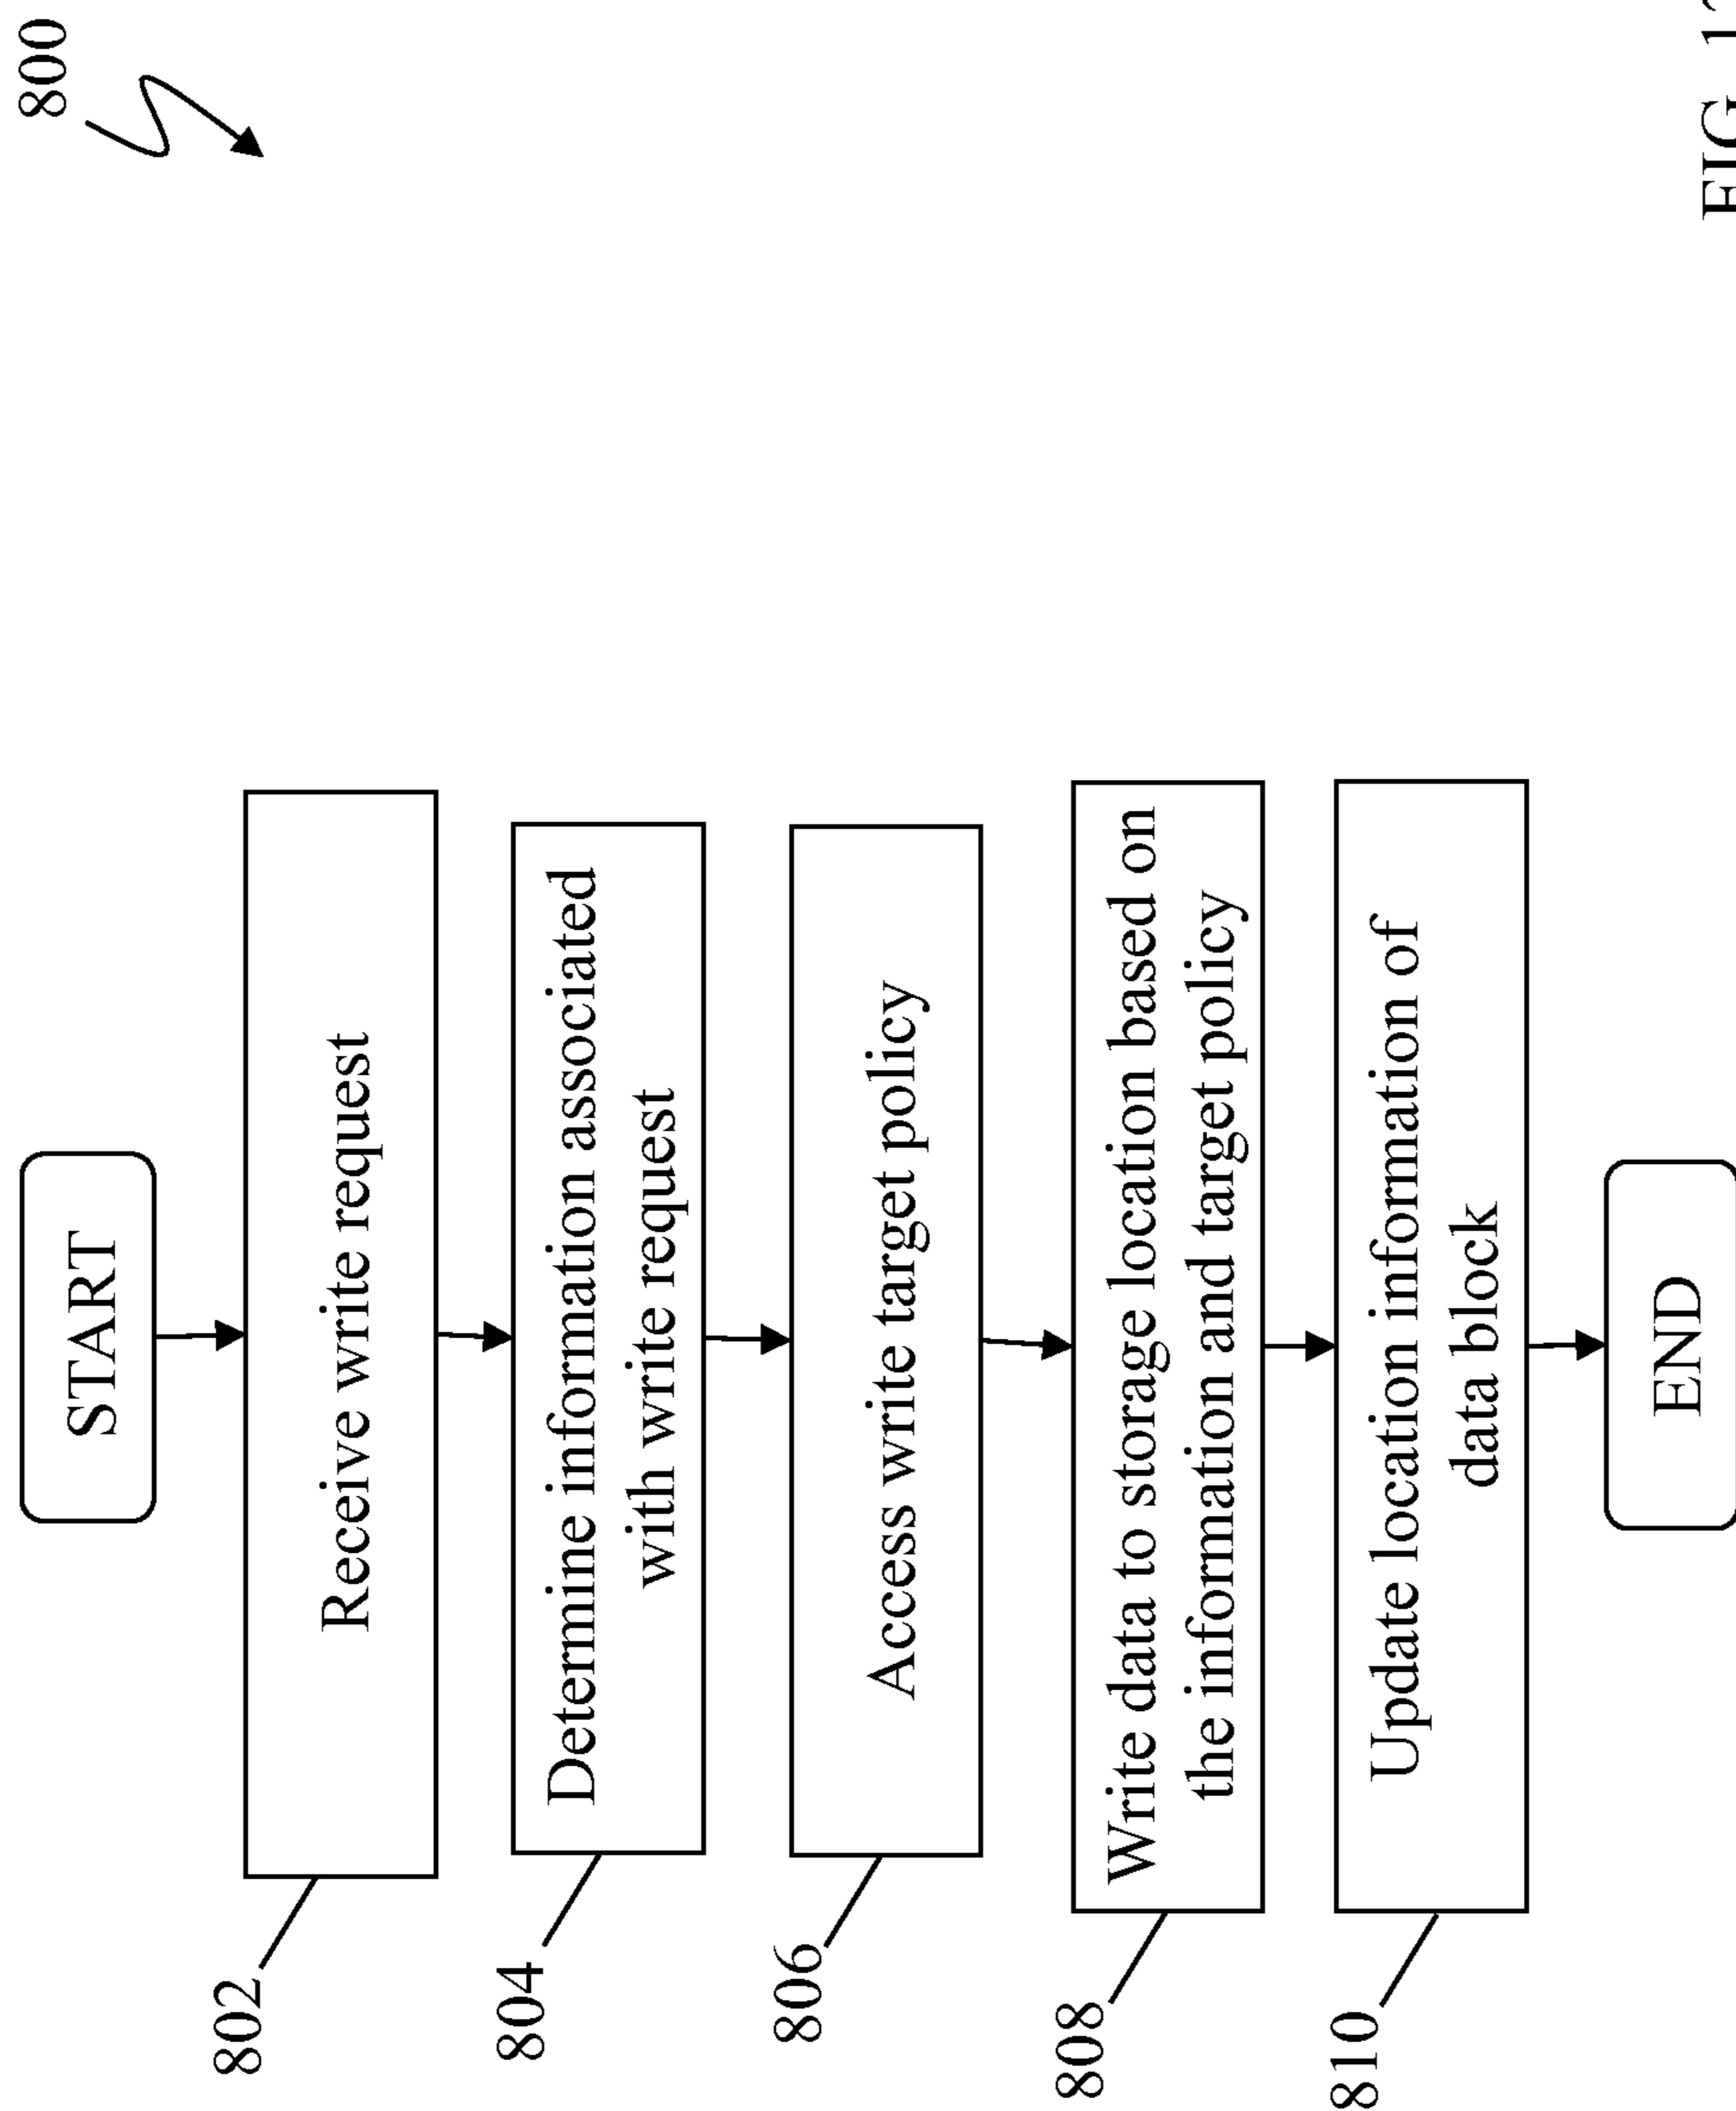 800
START
802
Receive write request
804
Determine information associated
with write request
806
Access write target policy
808
Write data to storage location based on
the information and target policy
810
Update location information of
data block
END